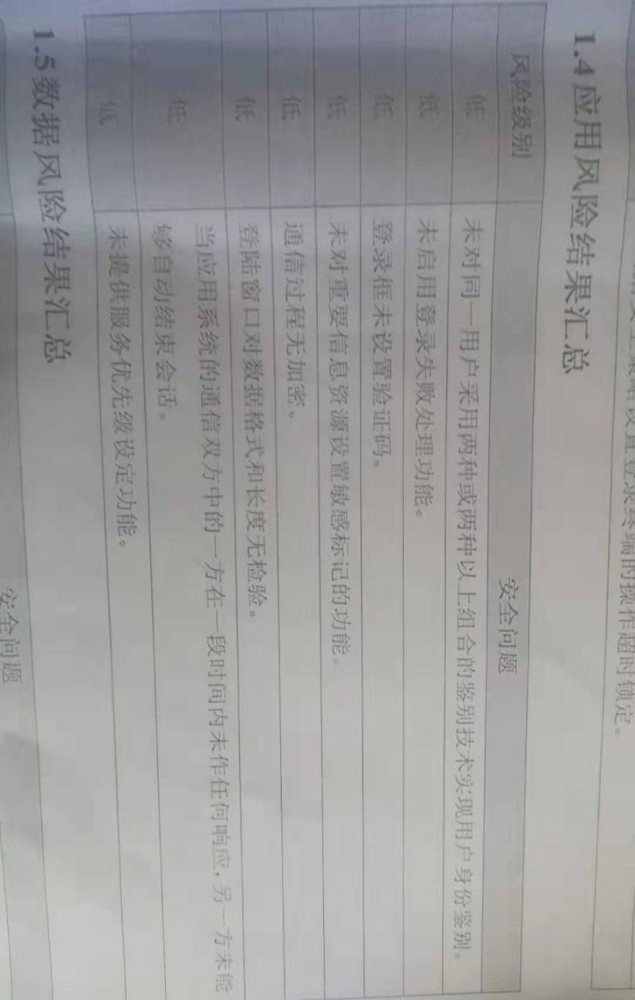 设置登录终端的操作超时锁定。
1.4 应用风险结果汇总
风险级别 安全问题
低 未对同一用户采用两种或两种以上组合的鉴别技术实现用户身份鉴别。
低 未启用登录失败处理功能。
低 登录框未设置验证码。
低 未对重要信息资源设置敏感标记的功能。
低 通信过程无加密。
低 登陆窗口对数据格式和长度无检验。
低 当应用系统的通信双方中的一方在一段时间内未作任何响应，另一方未能
够自动结束会话。
低 未提供服务优先级设定功能。
1.5 数据风险结果汇总
安全问题